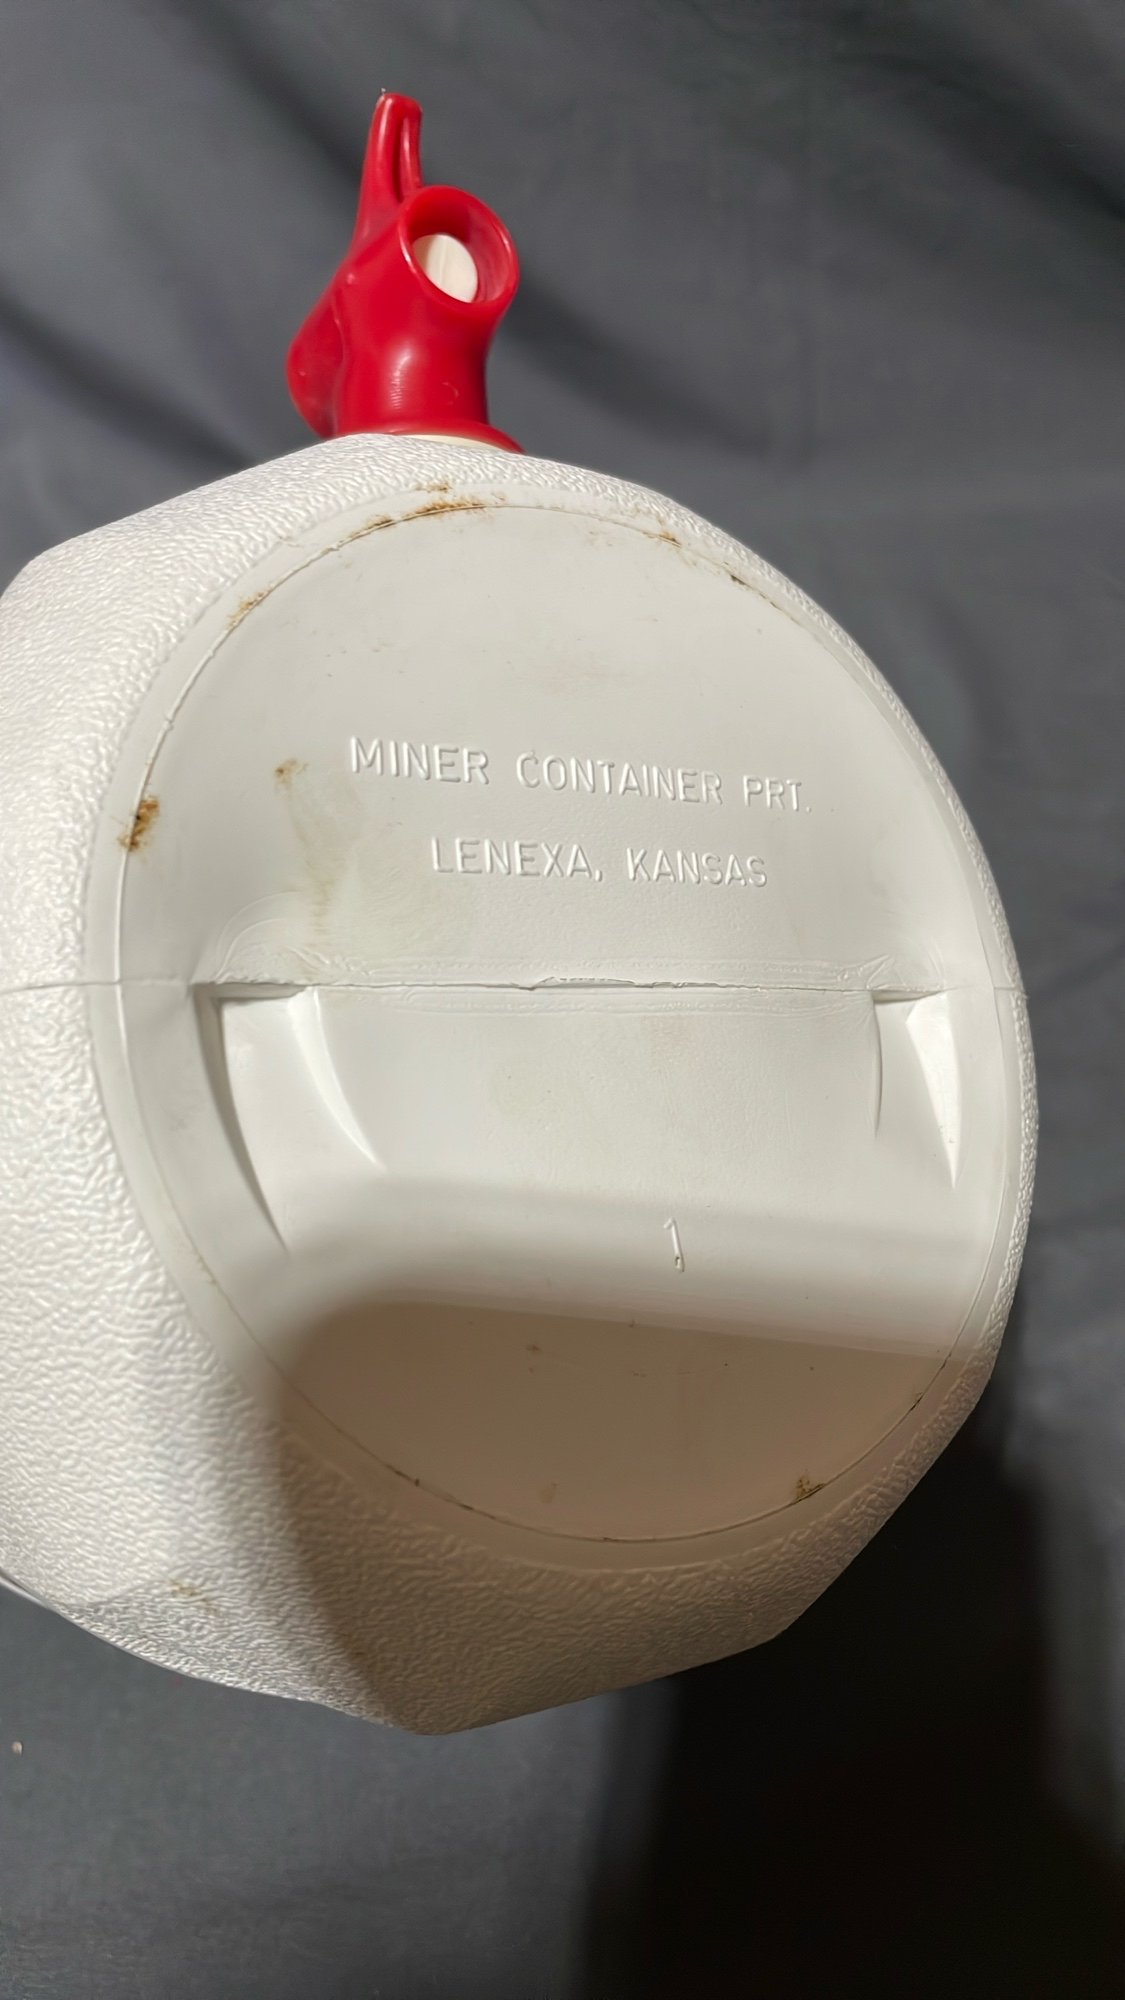 MINER CONTAINER PRT.
LENEXA, KANSAS
1